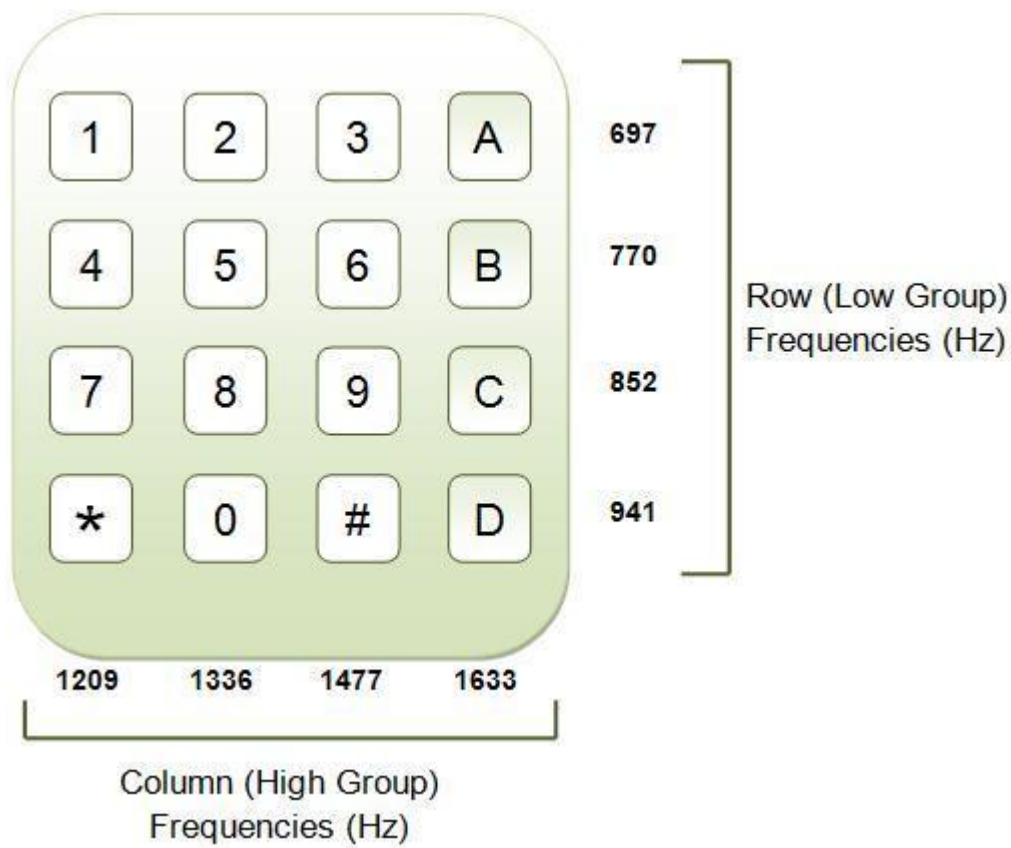 1 2 3 A 697
4 5 6 B 770
Row (Low Group)
Frequencies (Hz)
7 8 9 C 852
* 0 # D 941
1209 1336 1477 1633
Column (High Group)
Frequencies (Hz)